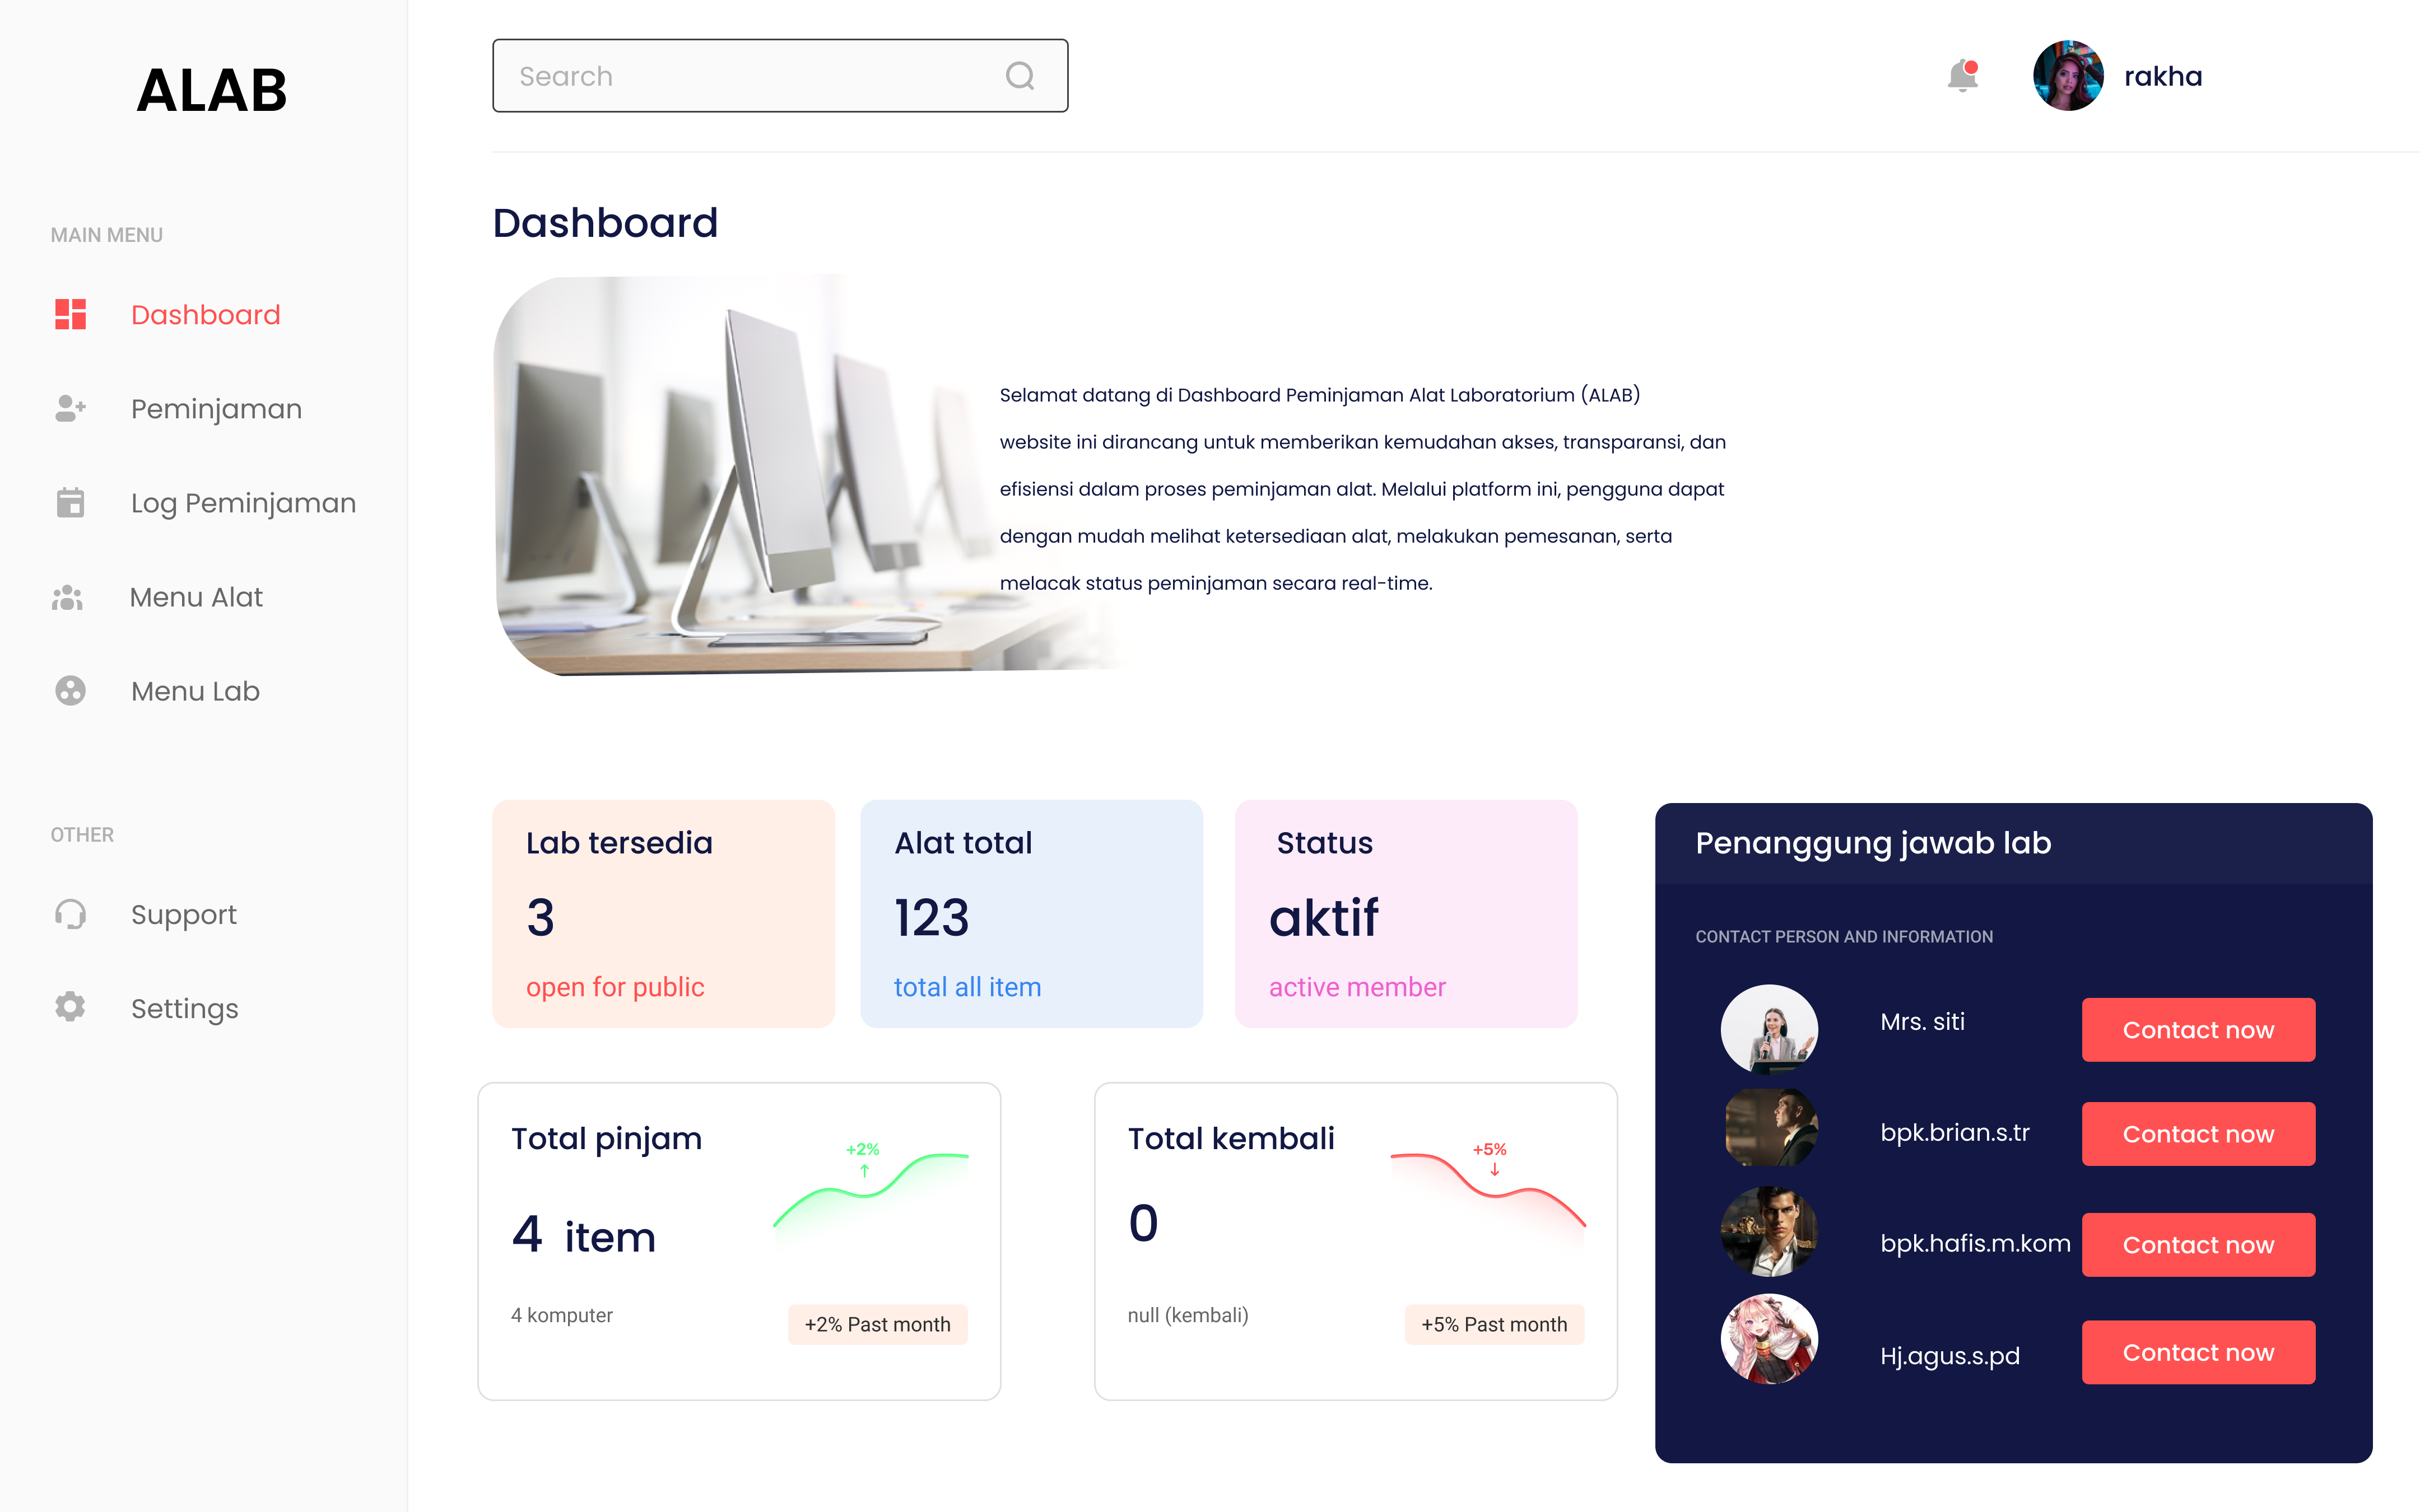 ALAB
MAIN MENU
Dashboard
Peminjaman
Log Peminjaman
Menu Alat
Menu Lab
OTHER
Support
Settings
Search
rakha
Dashboard
Selamat datang di Dashboard Peminjaman Alat Laboratorium (ALAB)
website ini dirancang untuk memberikan kemudahan akses, transparansi, dan
efisiensi dalam proses peminjaman alat. Melalui platform ini, pengguna dapat
dengan mudah melihat ketersediaan alat, melakukan pemesanan, serta
melacak status peminjaman secara real-time.
Lab tersedia
3
open for public
Alat total
123
total all item
Status
aktif
active member
Total pinjam
+2%
4 item
4 komputer
+2% Past month
Total kembali
+5%
0
null (kembali)
+5% Past month
Penanggung jawab lab
CONTACT PERSON AND INFORMATION
Mrs. siti
Contact now
bpk.brian.s.tr
Contact now
bpk.hafis.m.kom
Contact now
Hj.agus.s.pd
Contact now